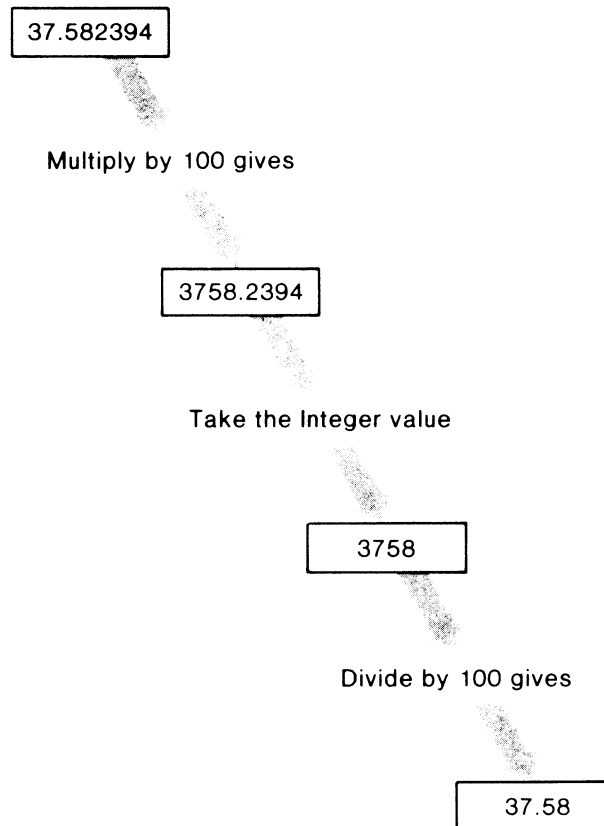 37.582394
Multiply by 100 gives
3758.2394
Take the Integer value
3758
Divide by 100 gives
37.58